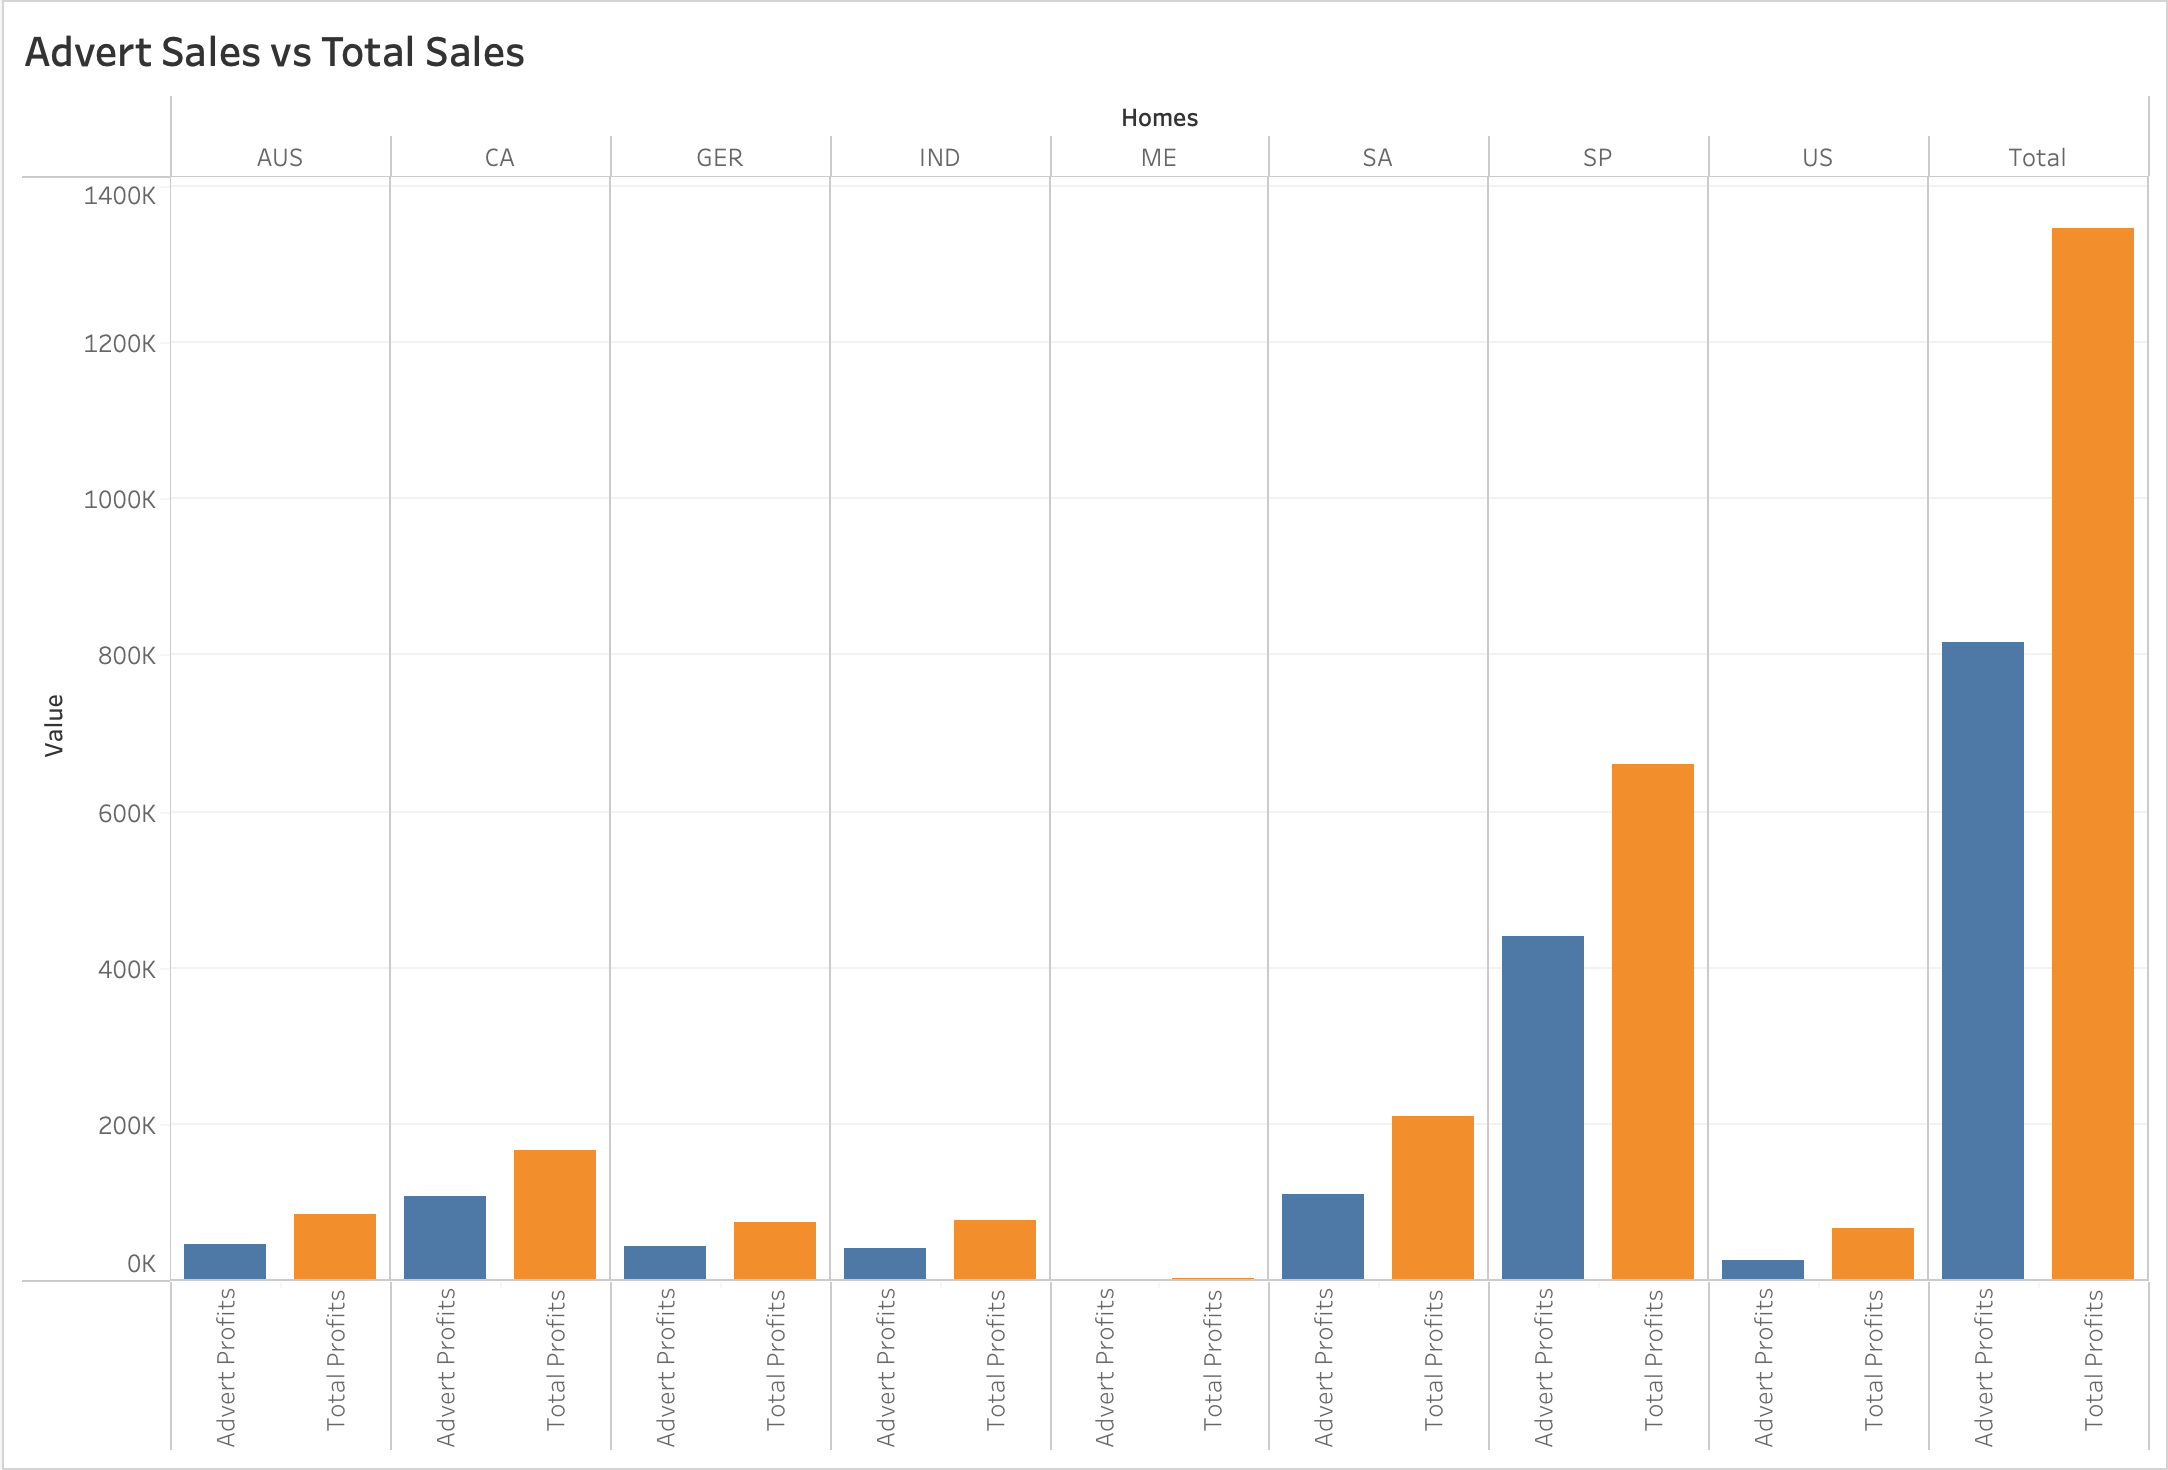 Advert Sales vs Total Sales
Homes
AUS CA GER IND ME SA SP US Total
1400K
1200K
1000K
800K
600K
400K
200K
0K
Value
Advert Profits Total Profits Advert Profits Total Profits Advert Profits Total Profits Advert Profits Total Profits Advert Profits Total Profits Advert Profits Total Profits Advert Profits Total Profits Advert Profits Total Profits Advert Profits Total Profits